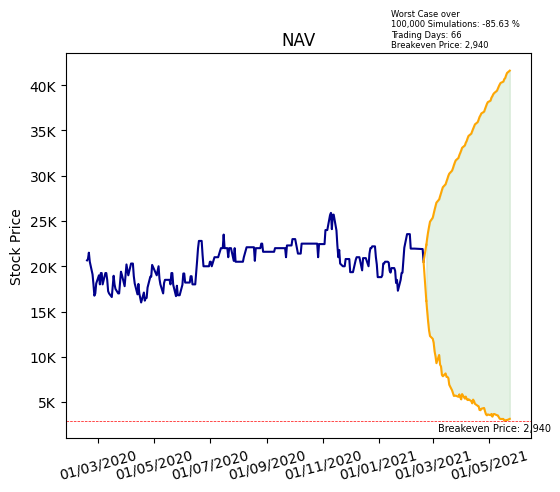 Worst Case over
100,000 Simulations: -85.63 %
Trading Days: 66
Breakeven Price: 2,940
NAV
Stock Price
40K
35K
30K
25K
20K
15K
10K
5K
Breakeven Price: 2,940
01/03/2020
01/05/2020
01/07/2020
01/09/2020
01/11/2020
01/01/2021
01/03/2021
01/05/2021